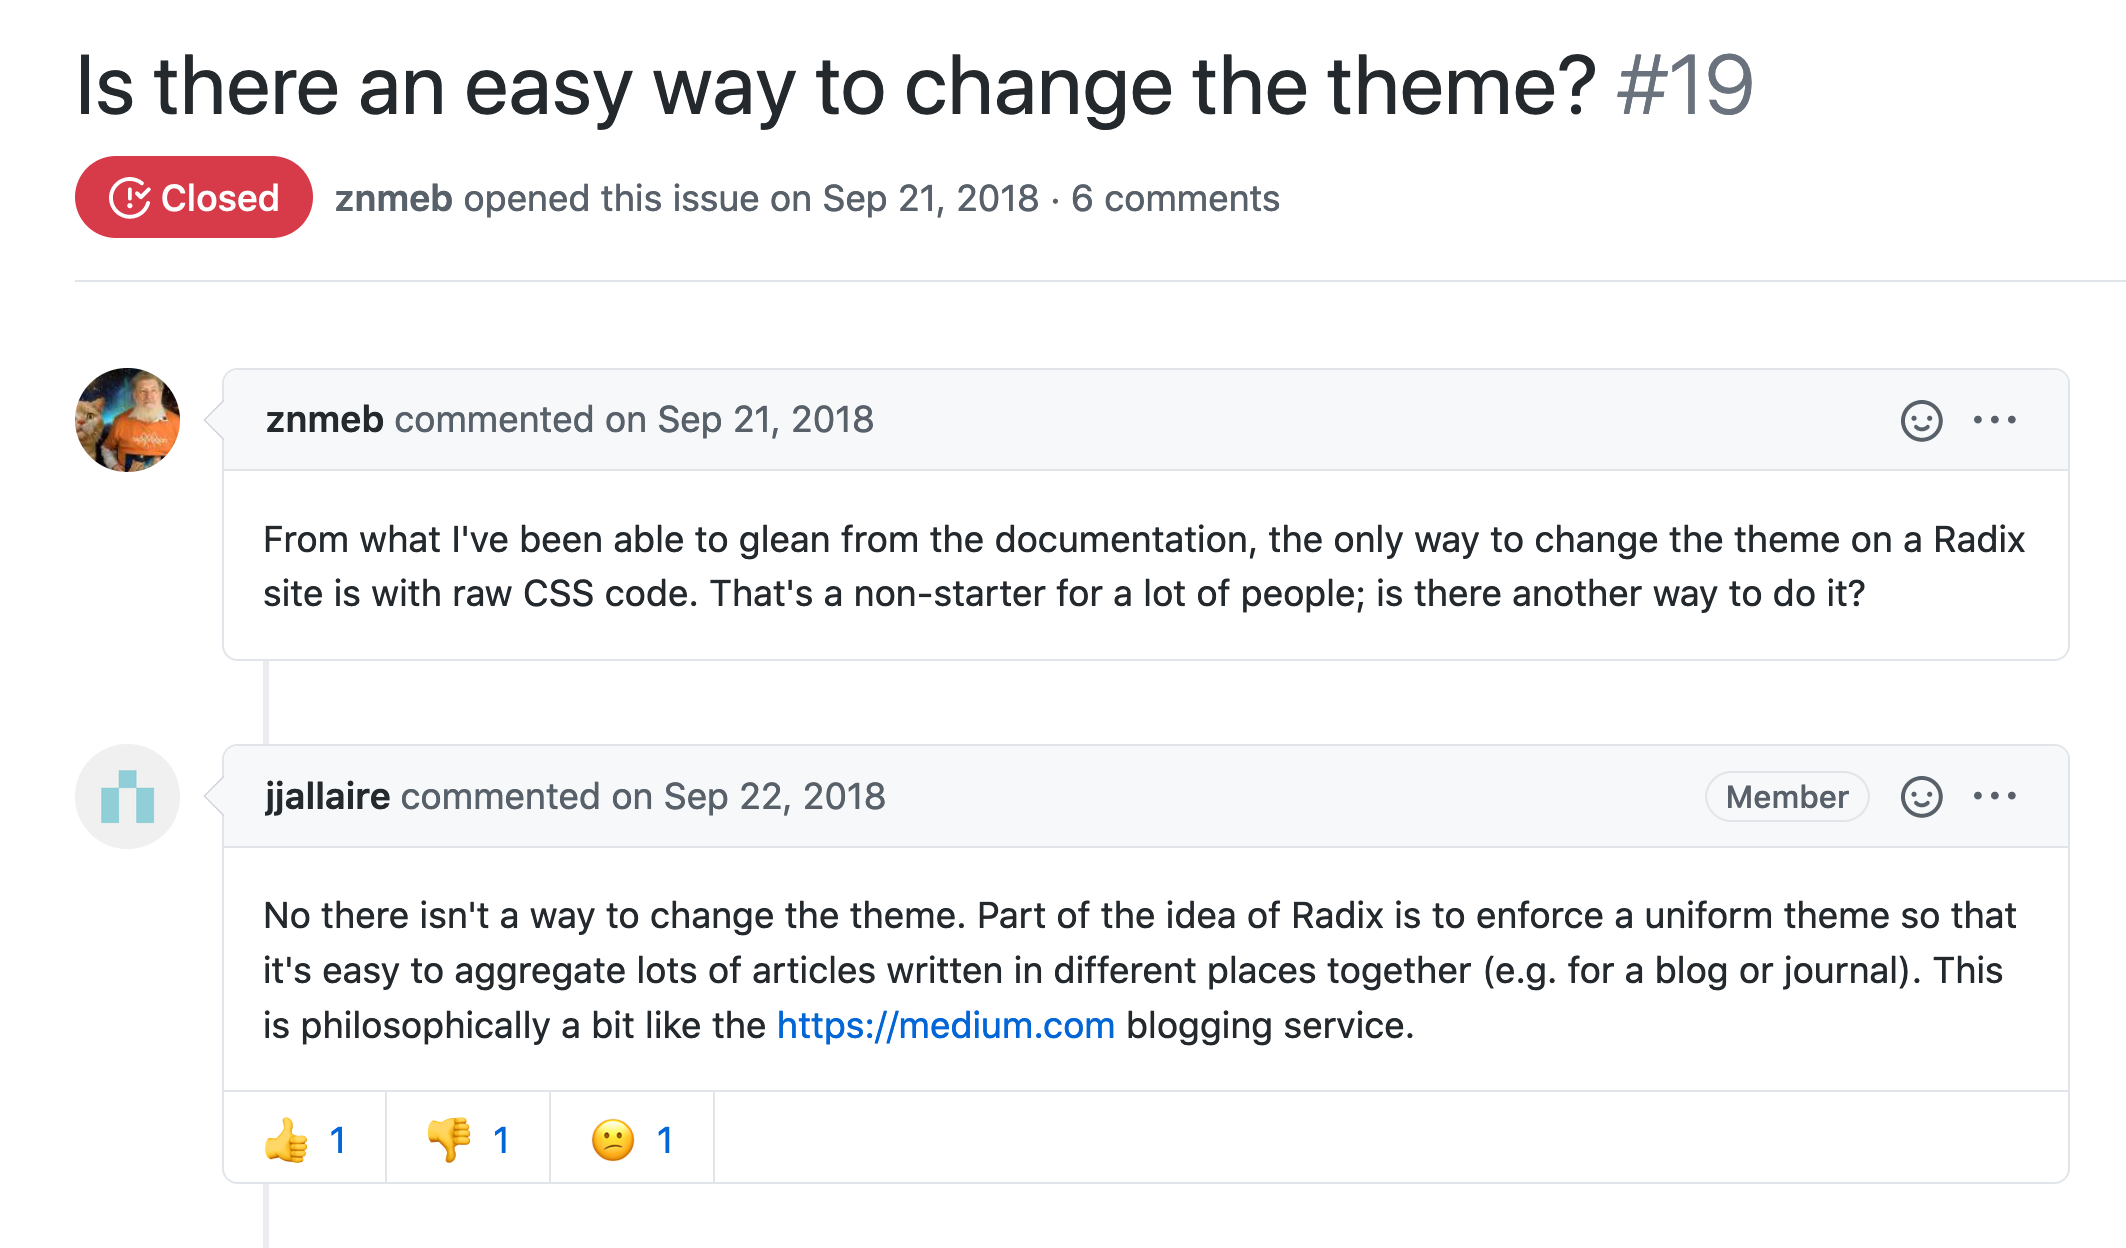 Is there an easy way to change the theme? #19
Closed znmeb opened this issue on Sep 21, 2018 · 6 comments
znmeb commented on Sep 21, 2018
From what I've been able to glean from the documentation, the only way to change the theme on a Radix
site is with raw CSS code. That's a non-starter for a lot of people; is there another way to do it?
jjallaire commented on Sep 22, 2018 Member
No there isn't a way to change the theme. Part of the idea of Radix is to enforce a uniform theme so that
it's easy to aggregate lots of articles written in different places together (e.g. for a blog or journal). This
is philosophically a bit like the https://medium.com blogging service.
👍 1 👎 1 😕 1